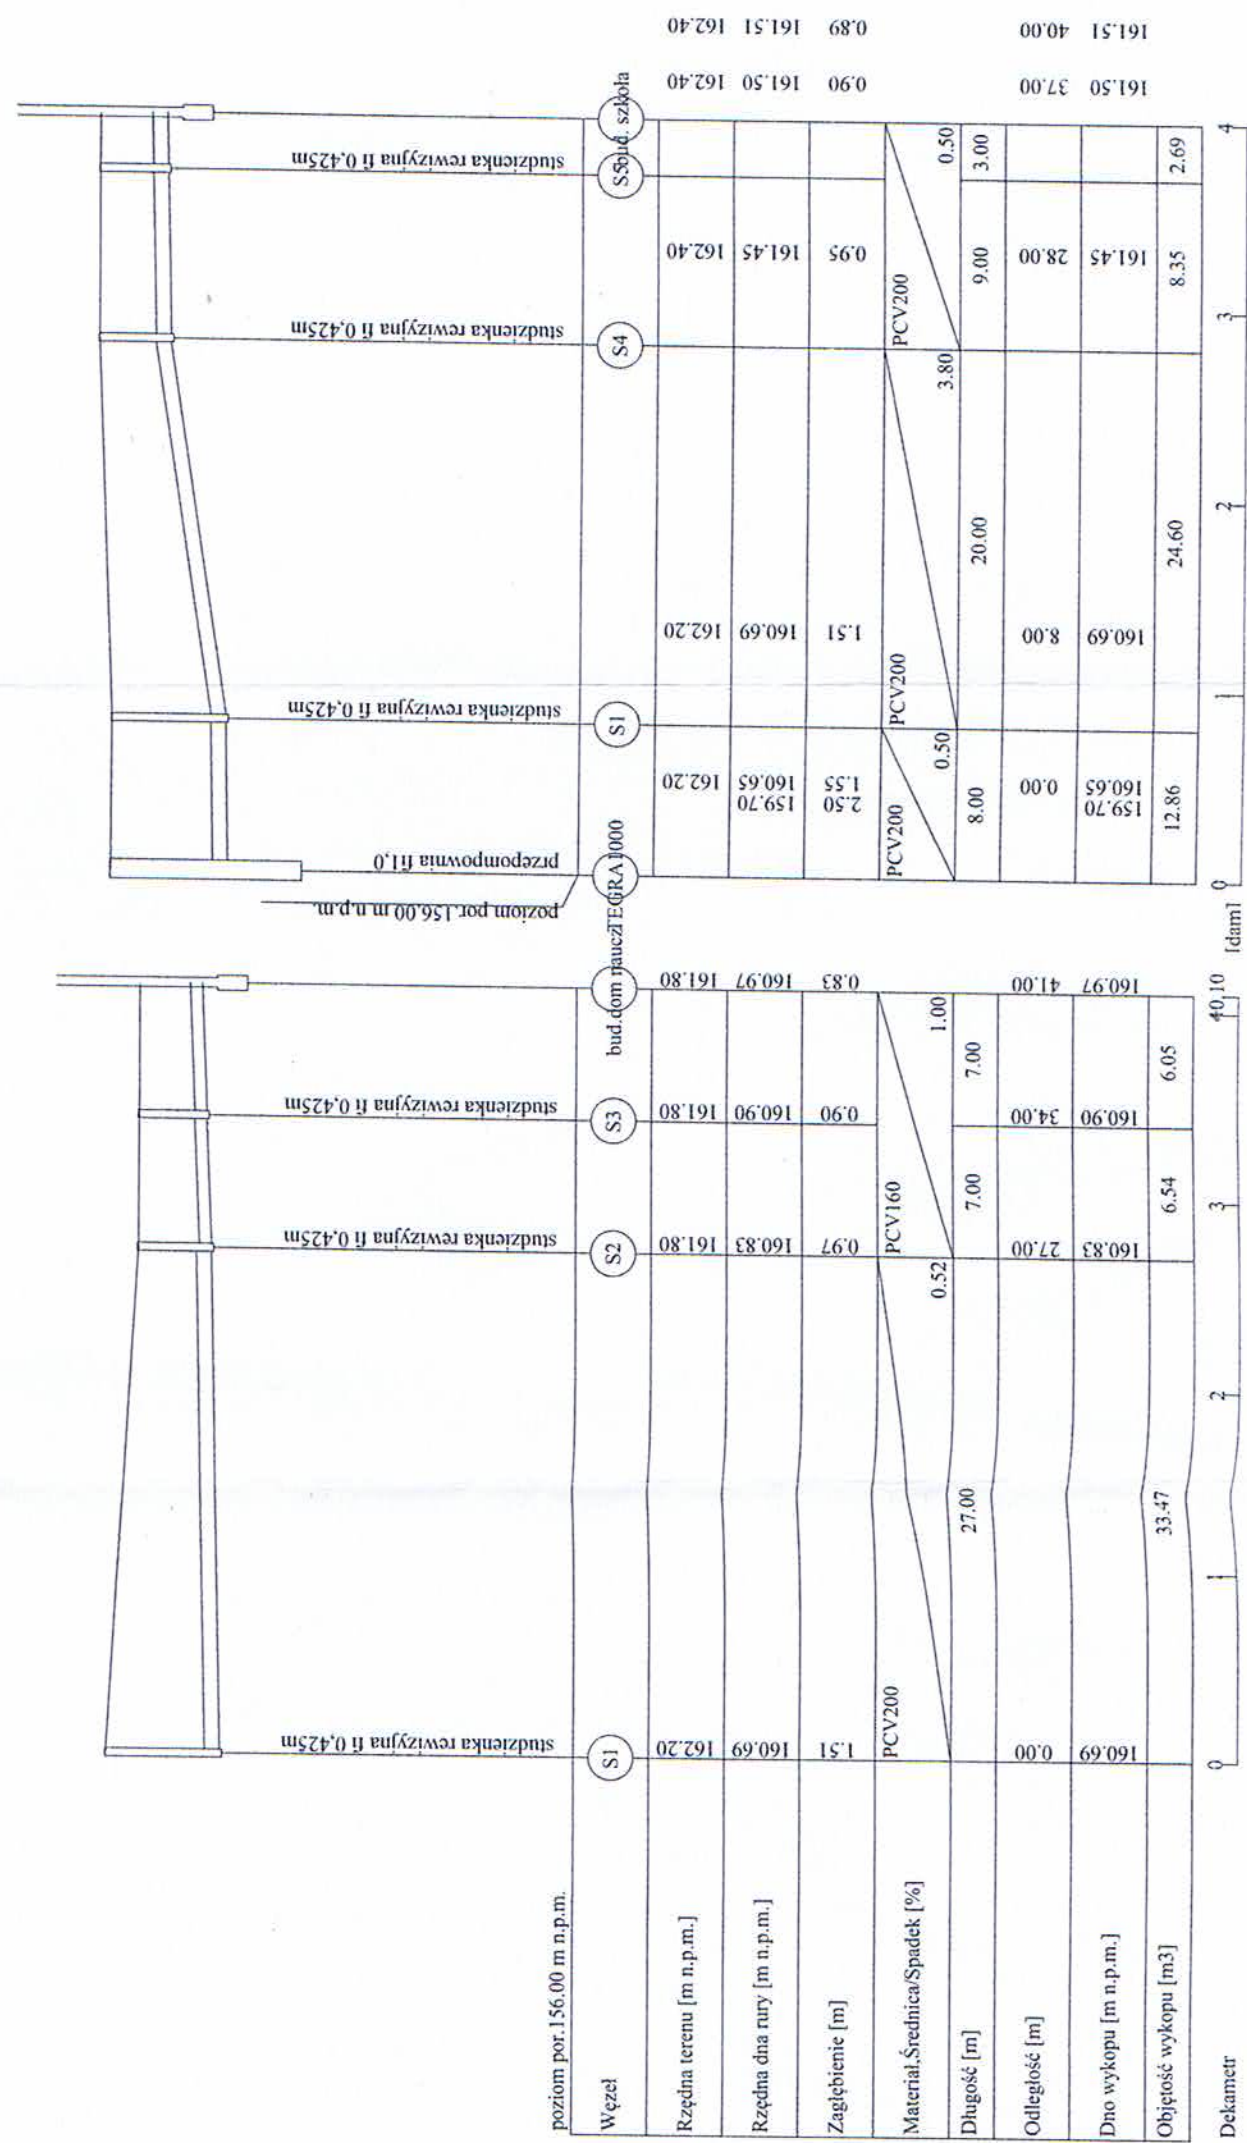 poziom por.156.00 m n.p.m.
studzienka rewizyjna fi 0,425m
studzienka rewizyjna fi 0,425m
studzienka rewizyjna fi 0,425m
poziom por.156.00 m n.p.m.
przepompownia fi1,0
studzienka rewizyjna fi 0,425m
studzienka rewizyjna fi 0,425m
studzienka rewizyjna fi 0,425m
Węzeł S1 S2 S3 bud.dom naucz TEGRA1000 S1 S4 S5 bud. szkoła
Rzędna terenu [m n.p.m.] 162.20 161.80 161.80 161.80 162.20 162.20 162.40 162.40 162.40
Rzędna dna rury [m n.p.m.] 160.69 160.83 160.90 160.97 159.70 160.65 160.69 161.45 161.50 161.51
Zagłębienie [m] 1.51 0.97 0.90 0.83 2.50 1.55 1.51 0.95 0.90 0.89
Materiał,Średnica/Spadek [%] PCV200 0.52 PCV160 1.00 PCV200 0.50 PCV200 3.80 PCV200 0.50
Długość [m] 27.00 7.00 7.00 8.00 20.00 9.00 3.00
Odległość [m] 0.00 27.00 34.00 41.00 0.00 8.00 28.00 37.00 40.00
Dno wykopu [m n.p.m.] 160.69 160.83 160.90 160.97 159.70 160.65 160.69 161.45 161.50 161.51
Objętość wykopu [m3] 33.47 6.54 6.05 12.86 24.60 8.35 2.69
Dekametr 0 1 2 3 4 0.10 [dam] 0 1 2 3 4